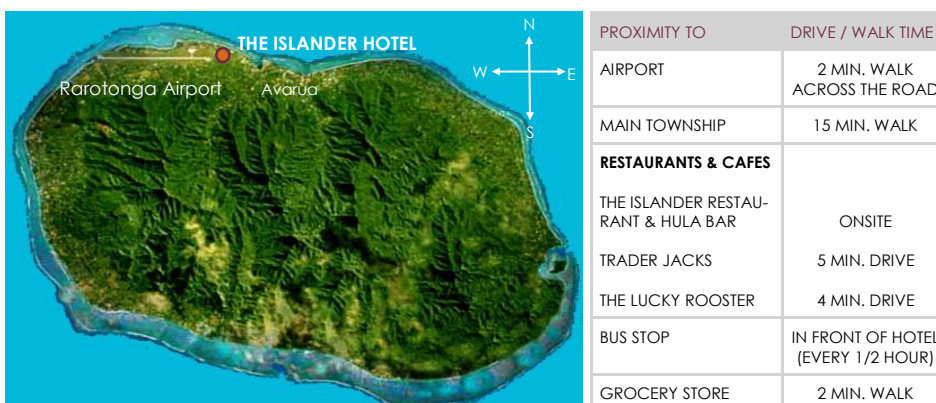 N
THE ISLANDER HOTEL
W
E
Rarotonga Airport
Avarua
S
PROXIMITY TO
DRIVE / WALK TIME
AIRPORT
2 MIN. WALK
ACROSS THE ROAD
MAIN TOWNSHIP
15 MIN. WALK
RESTAURANTS & CAFES
THE ISLANDER RESTAU-
RANT & HULA BAR
ONSITE
TRADER JACKS
5 MIN. DRIVE
THE LUCKY ROOSTER
4 MIN. DRIVE
BUS STOP
IN FRONT OF HOTEL
(EVERY 1/2 HOUR)
GROCERY STORE
2 MIN. WALK